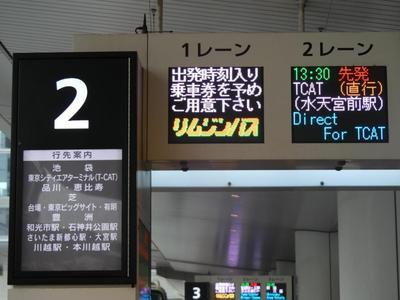 2
行先案内
池　袋
東京シティエアターミナル(T-CAT)
品川・恵比寿
芝
台場・東京ビッグサイト・有明
豊　洲
和光市駅・石神井公園駅
さいたま新都心駅・大宮駅
川越駅・本川越駅
1レーン
出発時刻入り
乗車券を予め
ご用意下さい
リムジンバス
2レーン
13:30 先発
TCAT (直行)
(水天宮前駅)
Direct
For TCAT
3